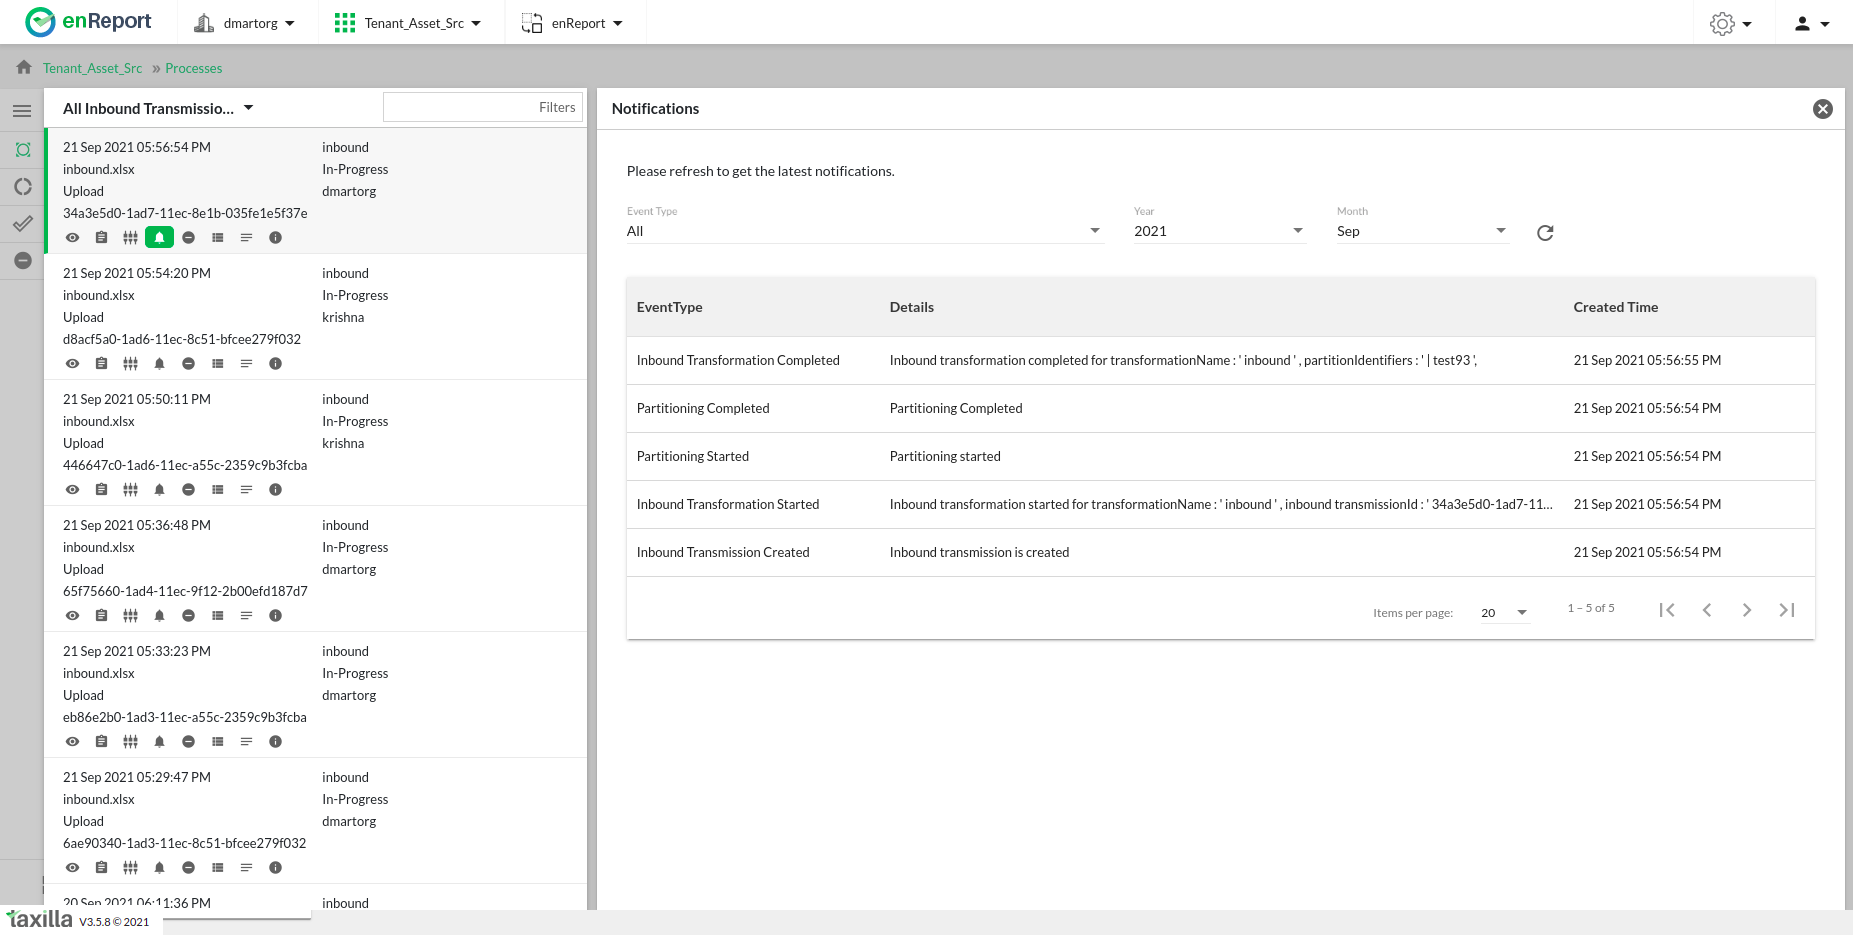 enReport
dmartorg
Tenant_Asset_Src
enReport
Tenant_Asset_Src » Processes
All Inbound Transmissio...
Filters
21 Sep 2021 05:56:54 PM inbound
inbound.xlsx In-Progress
Upload dmartorg
34a3e5d0-1ad7-11ec-8e1b-035fe1e5f37e
21 Sep 2021 05:54:20 PM inbound
inbound.xlsx In-Progress
Upload krishna
d8acf5a0-1ad6-11ec-8c51-bfcee279f032
21 Sep 2021 05:50:11 PM inbound
inbound.xlsx In-Progress
Upload krishna
446647c0-1ad6-11ec-a55c-2359c9b3fcba
21 Sep 2021 05:36:48 PM inbound
inbound.xlsx In-Progress
Upload dmartorg
65f75660-1ad4-11ec-9f12-2b00efd187d7
21 Sep 2021 05:33:23 PM inbound
inbound.xlsx In-Progress
Upload dmartorg
eb86e2b0-1ad3-11ec-a55c-2359c9b3fcba
21 Sep 2021 05:29:47 PM inbound
inbound.xlsx In-Progress
Upload dmartorg
6ae90340-1ad3-11ec-8c51-bfcee279f032
20 Sep 2021 06:11:36 PM inbound
Notifications
Please refresh to get the latest notifications.
Event Type Year Month
All 2021 Sep
EventType Details Created Time
Inbound Transformation Completed Inbound transformation completed for transformationName : ' inbound ' , partitionIdentifiers : ' | test93 ', 21 Sep 2021 05:56:55 PM
Partitioning Completed Partitioning Completed 21 Sep 2021 05:56:54 PM
Partitioning Started Partitioning started 21 Sep 2021 05:56:54 PM
Inbound Transformation Started Inbound transformation started for transformationName : ' inbound ' , inbound transmissionId : ' 34a3e5d0-1ad7-11... 21 Sep 2021 05:56:54 PM
Inbound Transmission Created Inbound transmission is created 21 Sep 2021 05:56:54 PM
Items per page: 20 1 – 5 of 5
taxilla V3.5.8 © 2021